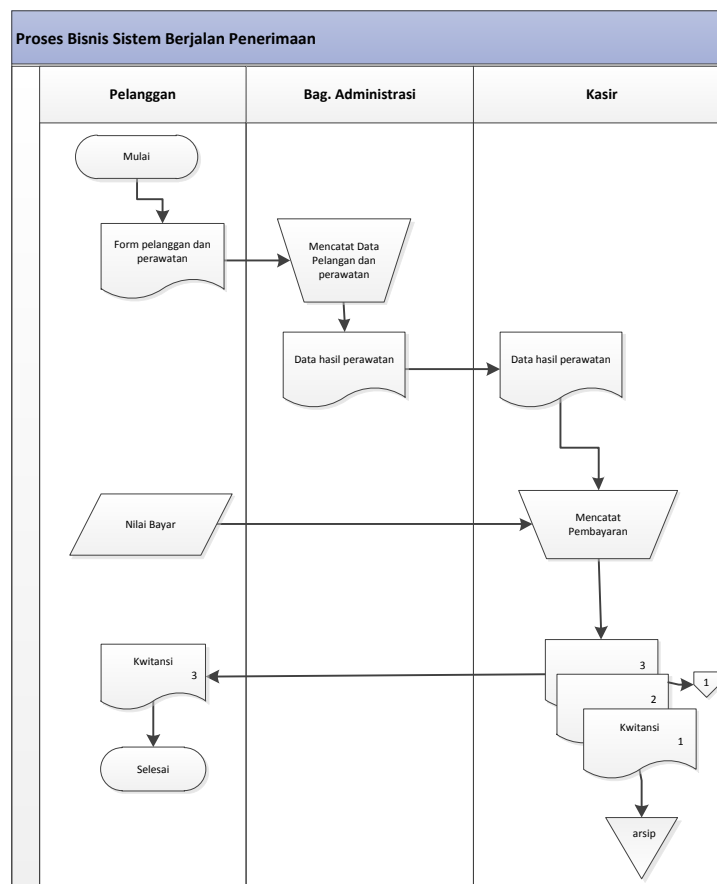 Proses Bisnis Sistem Berjalan Penerimaan
Pelanggan
Bag. Administrasi
Kasir
Mulai
Form pelanggan dan
perawatan
Mencatat Data
Pelangan dan
perawatan
Data hasil perawatan
Data hasil perawatan
Nilai Bayar
Mencatat
Pembayaran
Kwitansi
3
3
1
2
Kwitansi
1
Selesai
arsip